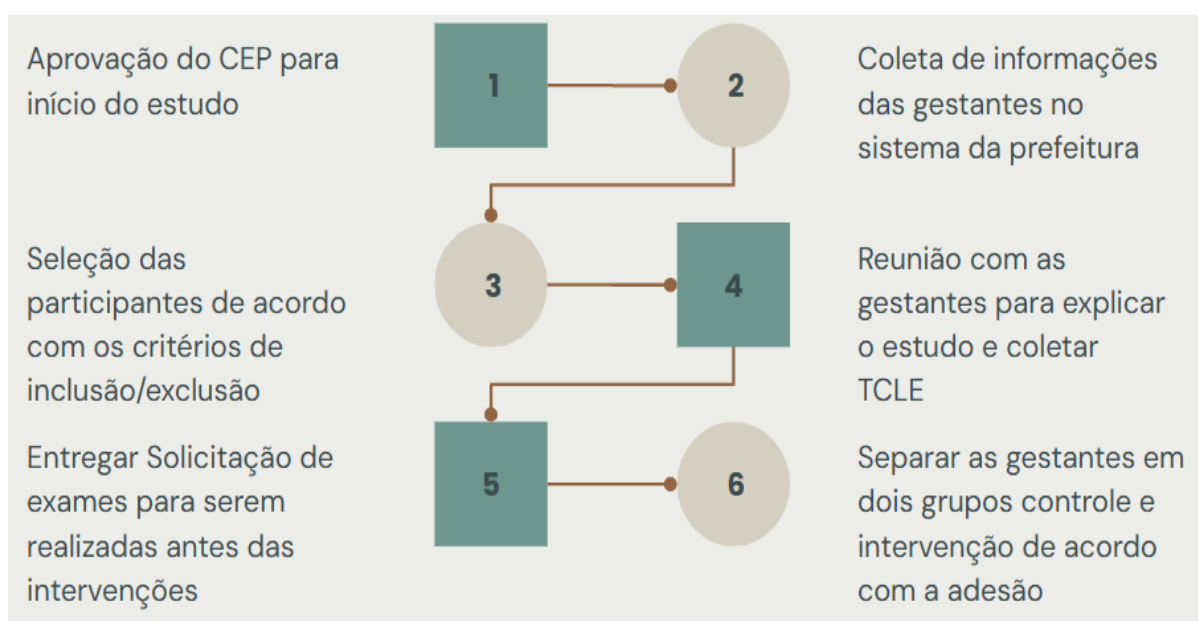 Aprovação do CEP para
início do estudo
1
2
Coleta de informações
das gestantes no
sistema da prefeitura
Seleção das
participantes de acordo
com os critérios de
inclusão/exclusão
3
4
Reunião com as
gestantes para explicar
o estudo e coletar
TCLE
Entregar Solicitação de
exames para serem
realizadas antes das
intervenções
5
6
Separar as gestantes em
dois grupos controle e
intervenção de acordo
com a adesão